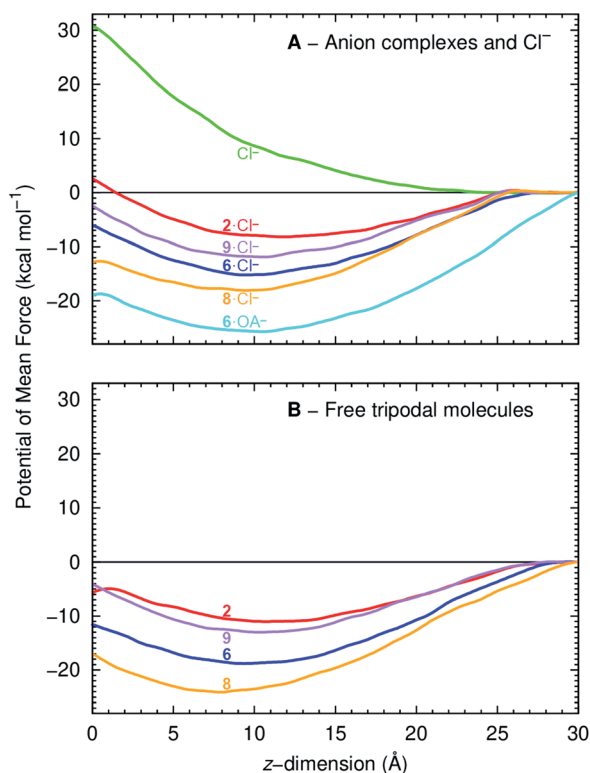 30
A – Anion complexes and Cl⁻
20
10
Cl⁻
0
2·Cl⁻
9·Cl⁻
−10
6·Cl⁻
8·Cl⁻
−20
6·OA⁻
Potential of Mean Force (kcal mol⁻¹)
30
B – Free tripodal molecules
20
10
0
2
−10
9
6
−20
8
0 5 10 15 20 25 30
z−dimension (Å)